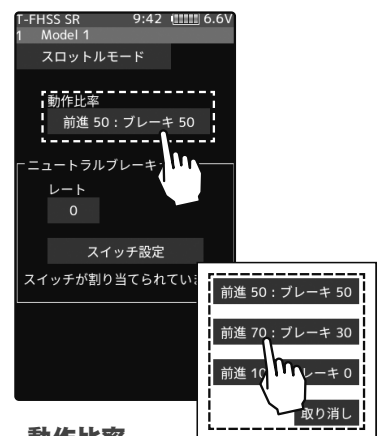 T-FHSS SR 9:42 6.6V
1 Model 1
スロットルモード
動作比率
前進 50 : ブレーキ 50
ニュートラルブレーキ
レート
0
スイッチ設定
スイッチが割り当てられてい
前進 50 : ブレーキ 50
前進 70 : ブレーキ 30
前進 10 レーキ 0
取り消し
動作比率